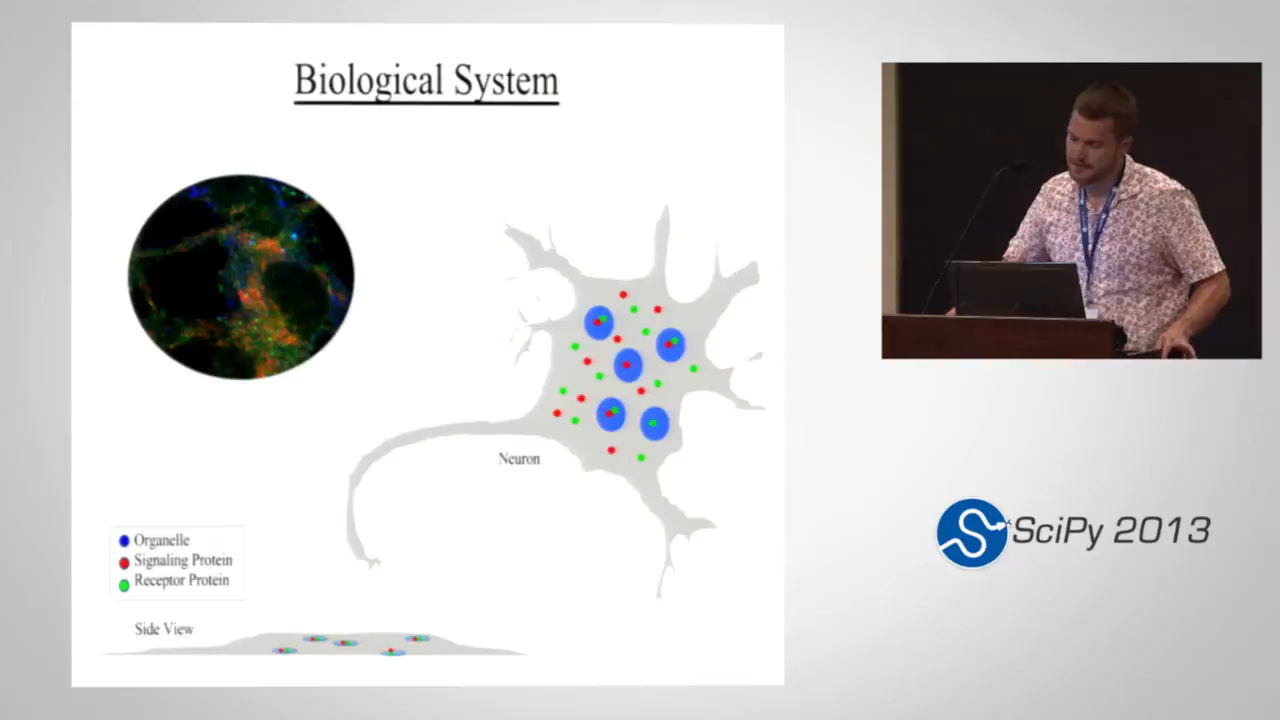 Biological System
Neuron
Organelle
Signaling Protein
Receptor Protein
Side View
SciPy 2013